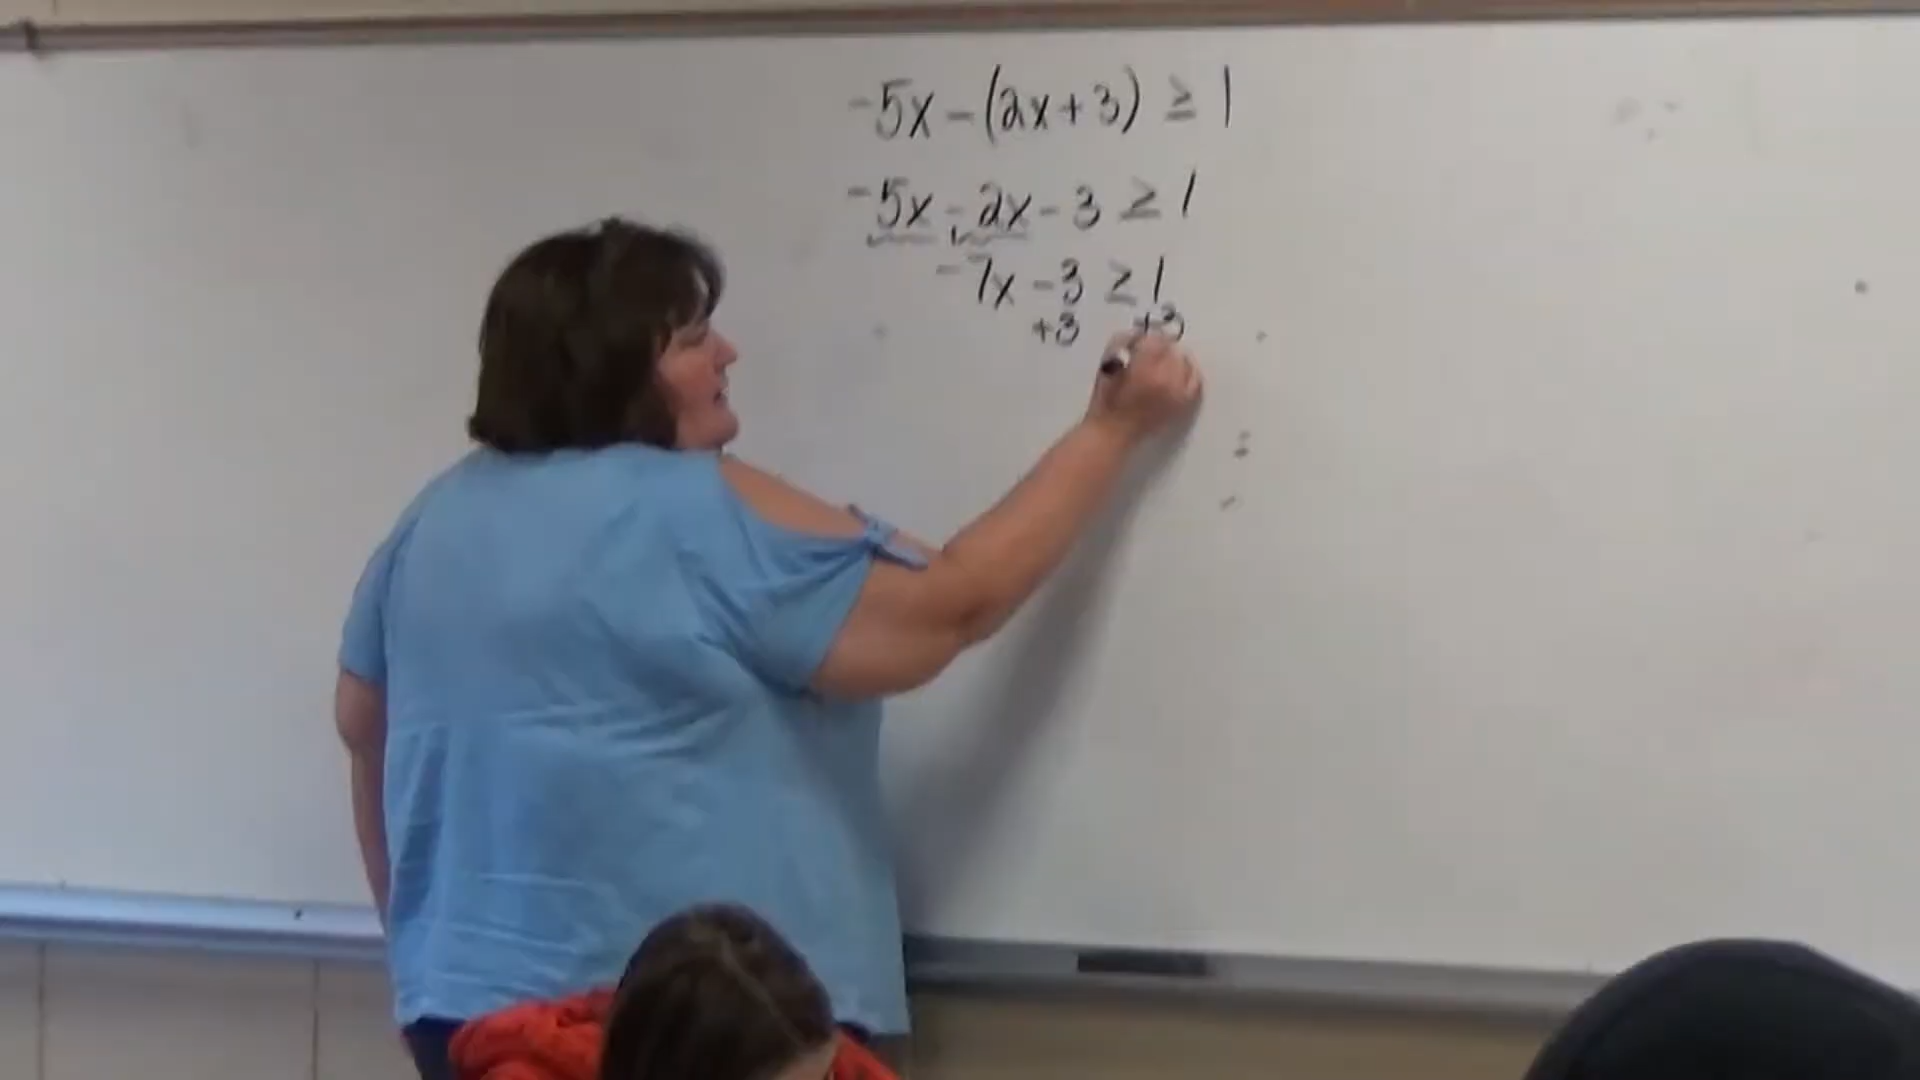 -5x-(2x+3) ≥ 1
-5x-2x-3 ≥ 1
-7x-3 ≥ 1
+3 +3